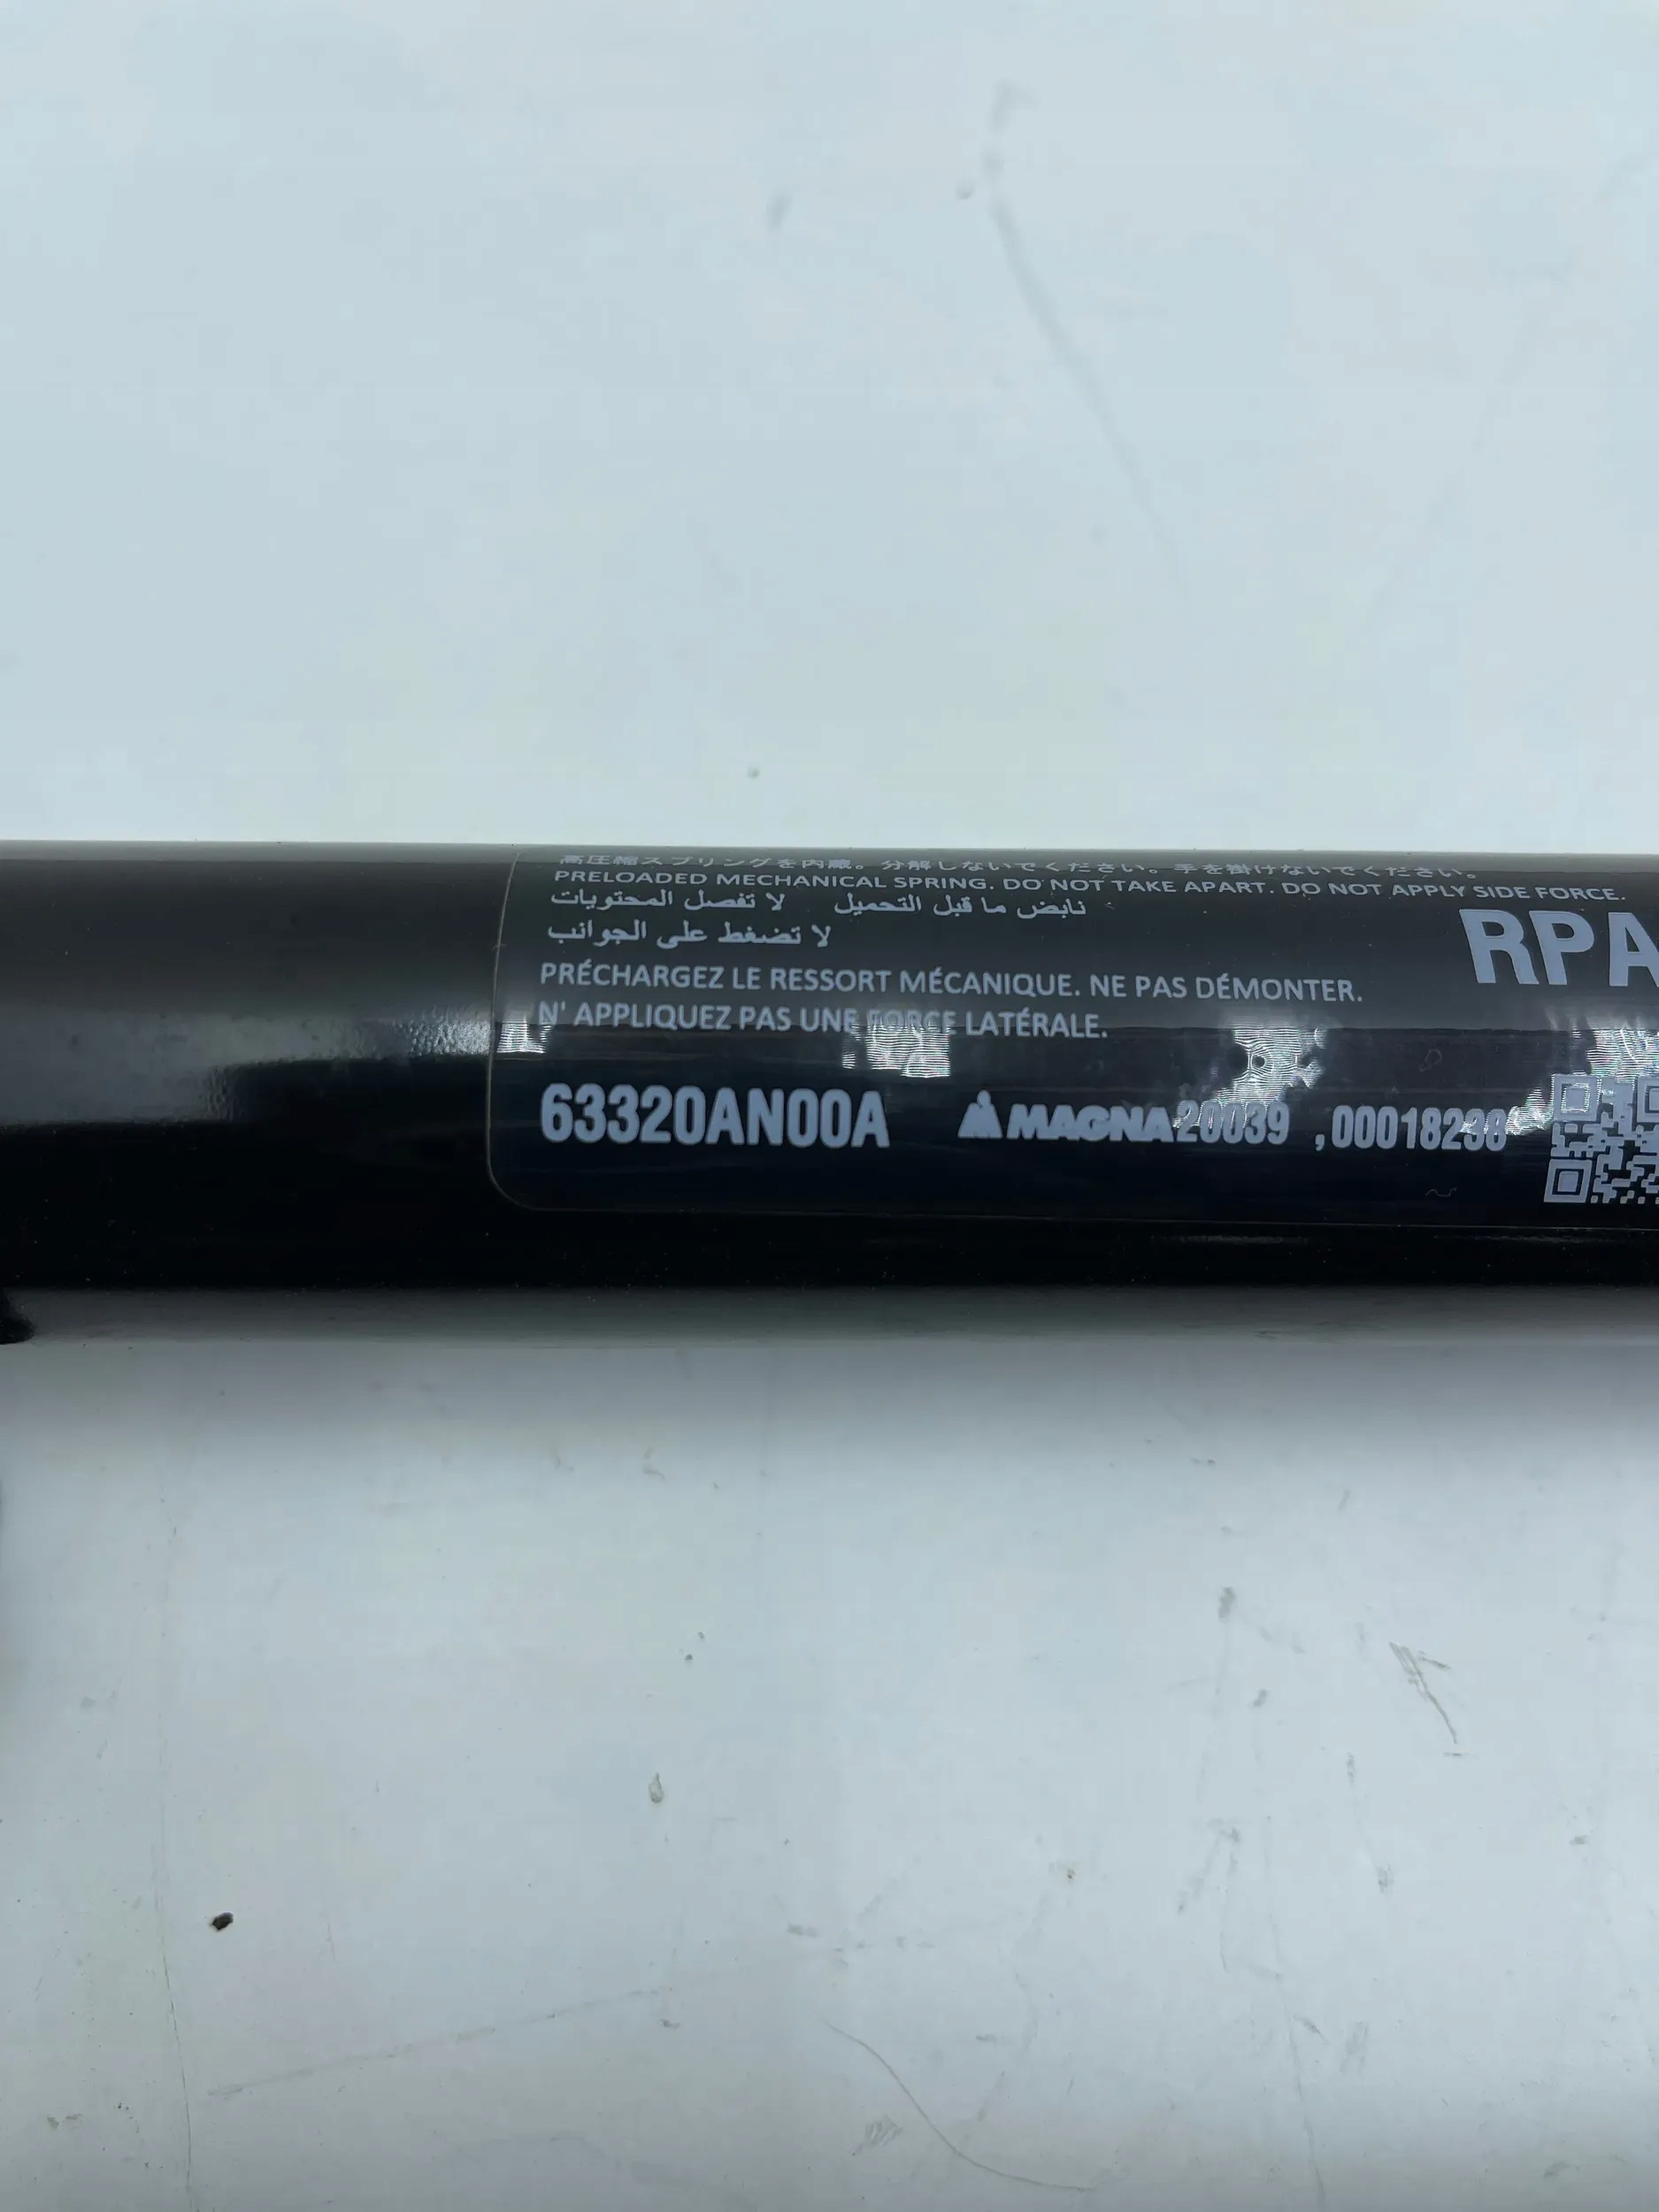 高圧縮スプリングを内蔵。分解しないでください。手を掛けないでください。
PRELOADED MECHANICAL SPRING. DO NOT TAKE APART. DO NOT APPLY SIDE FORCE.
نابض ما قبل التحميل لا تفصل المحتويات
لا تضغط على الجوانب
RPA
PRÉCHARGEZ LE RESSORT MÉCANIQUE. NE PAS DÉMONTER.
N' APPLIQUEZ PAS UNE FORCE LATÉRALE.
63320AN00A MAGNA 20039 ,00018238